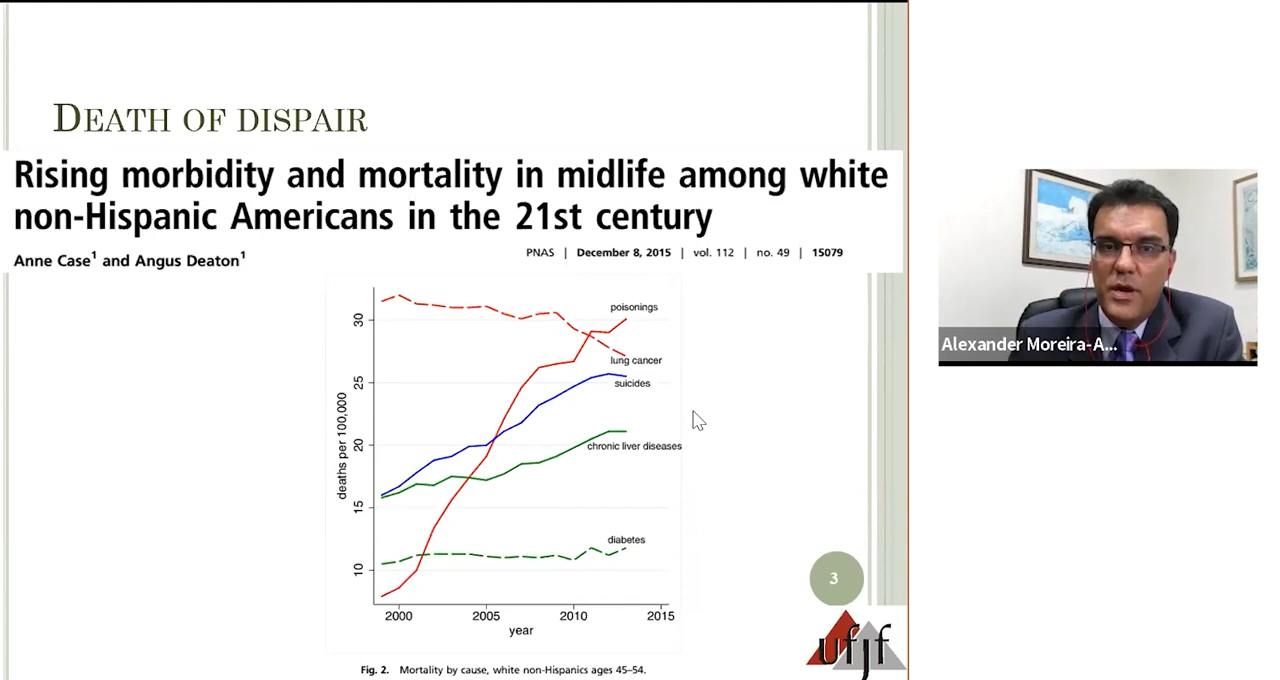 DEATH OF DISPAIR
Rising morbidity and mortality in midlife among white
non-Hispanic Americans in the 21st century
Anne Case1 and Angus Deaton1
PNAS | December 8, 2015 | vol. 112 | no. 49 | 15079
poisonings
lung cancer
suicides
chronic liver diseases
diabetes
deaths per 100,000
30
25
20
15
10
2000 2005 2010 2015
year
Fig. 2. Mortality by cause, white non-Hispanics ages 45–54.
3
ufjf
Alexander Moreira-A...